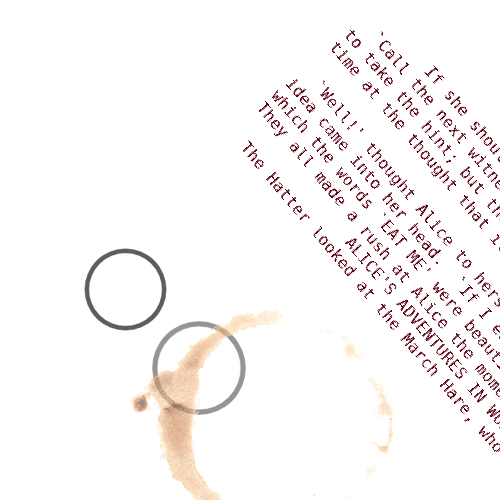 If she shou
`Call the next witne
to take the hint; but th
time at the thought that i
`Well!' thought Alice to hers
idea came into her head. `If I e
which the words `EAT ME' were beauti
They all made a rush at Alice the mome
ALICE'S ADVENTURES IN WO
The Hatter looked at the March Hare, who